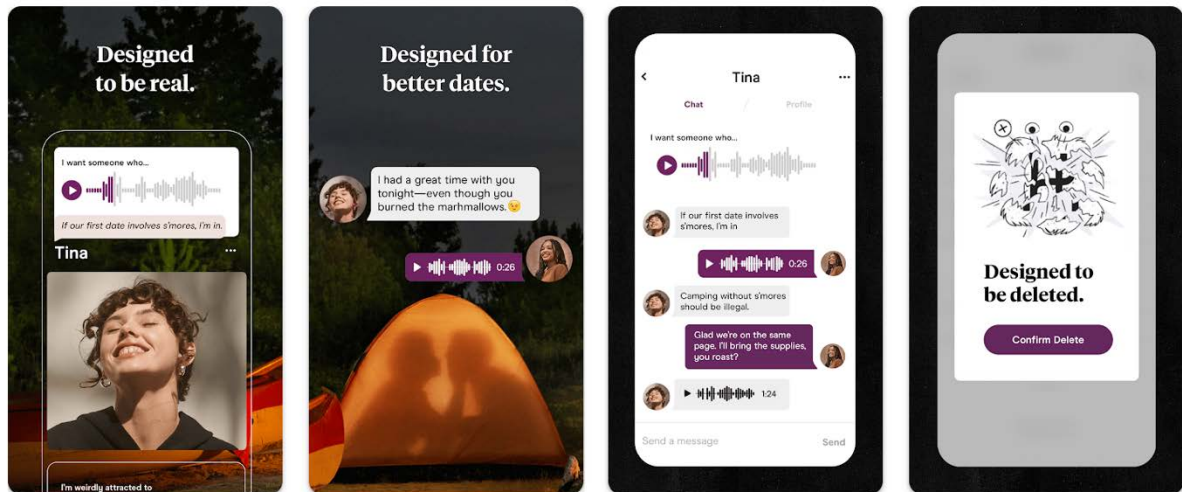 Designed
to be real.
I want someone who...
If our first date involves s'mores, I'm in.
Tina
I'm weirdly attracted to
Designed for
better dates.
I had a great time with you
tonight—even though you
burned the marhmallows.😉
0:26
Tina
Chat / Profile
I want someone who...
If our first date involves
s'mores, I'm in
0:26
Camping without s'mores
should be illegal.
Glad we're on the same
page. I'll bring the supplies,
you roast?
1:24
Send a message Send
Designed to
be deleted.
Confirm Delete